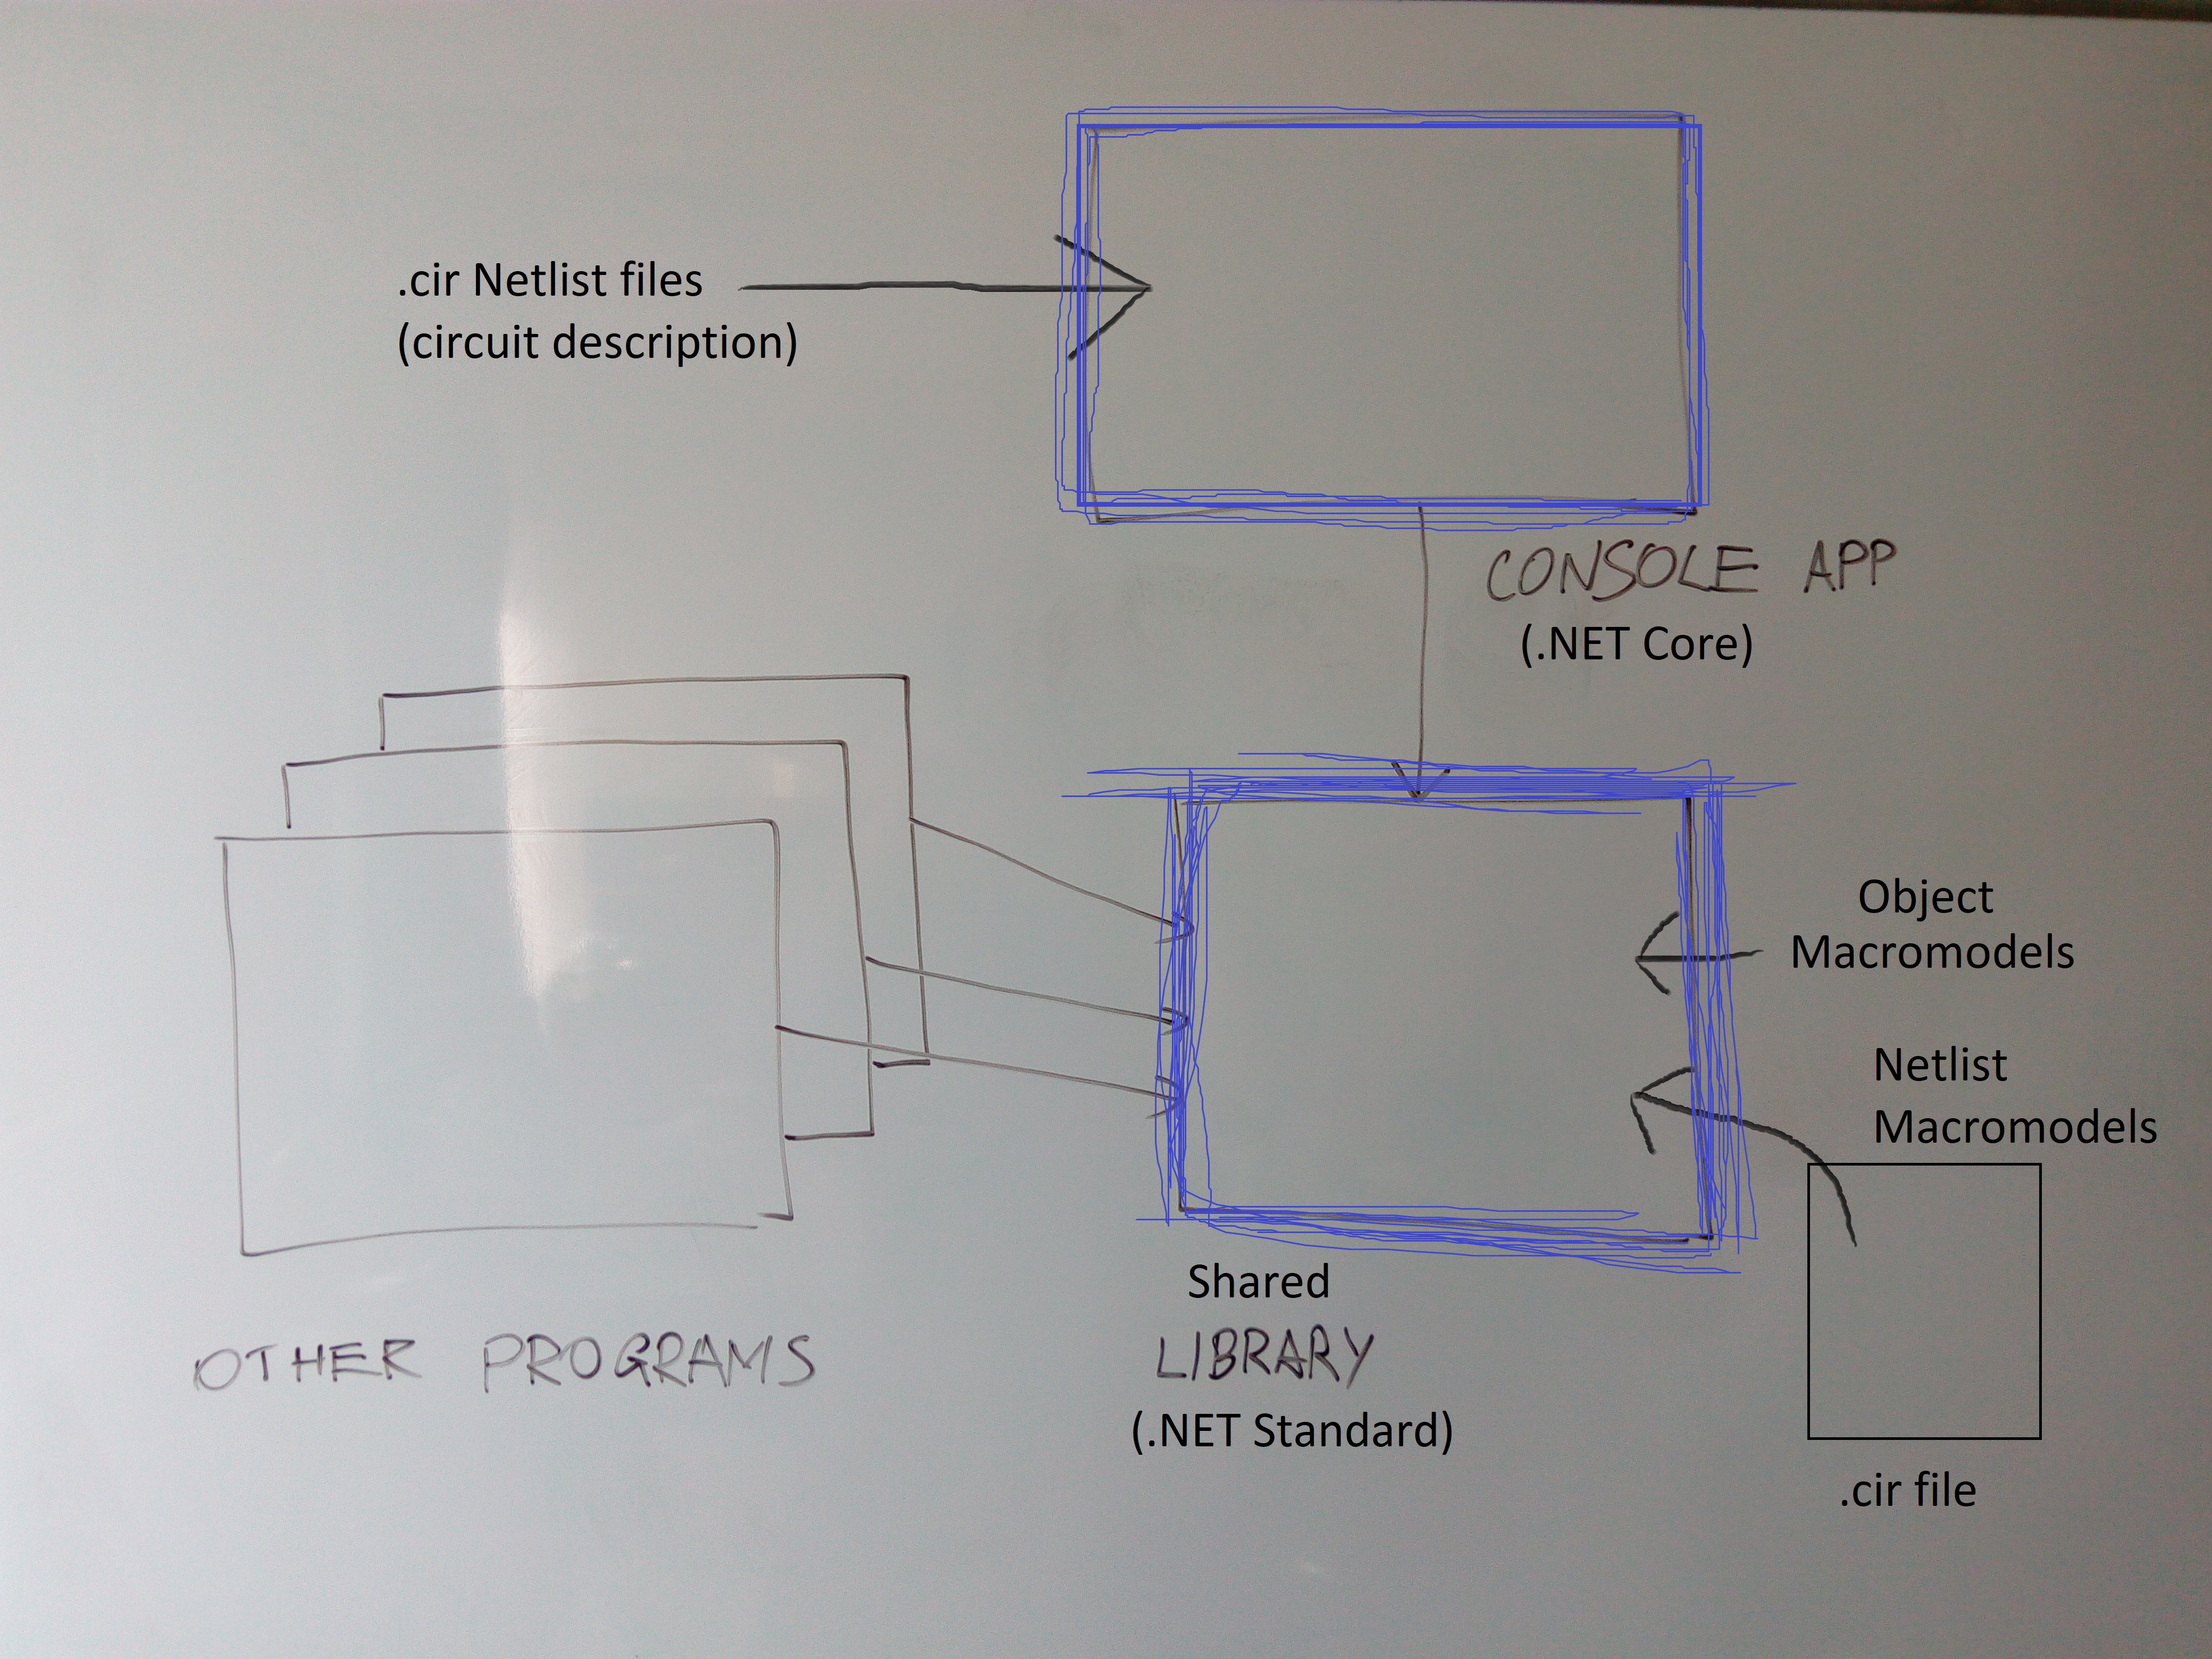 .cir Netlist files
(circuit description)
CONSOLE APP
(.NET Core)
Object
Macromodels
Netlist
Macromodels
Shared
LIBRARY
(.NET Standard)
OTHER PROGRAMS
.cir file